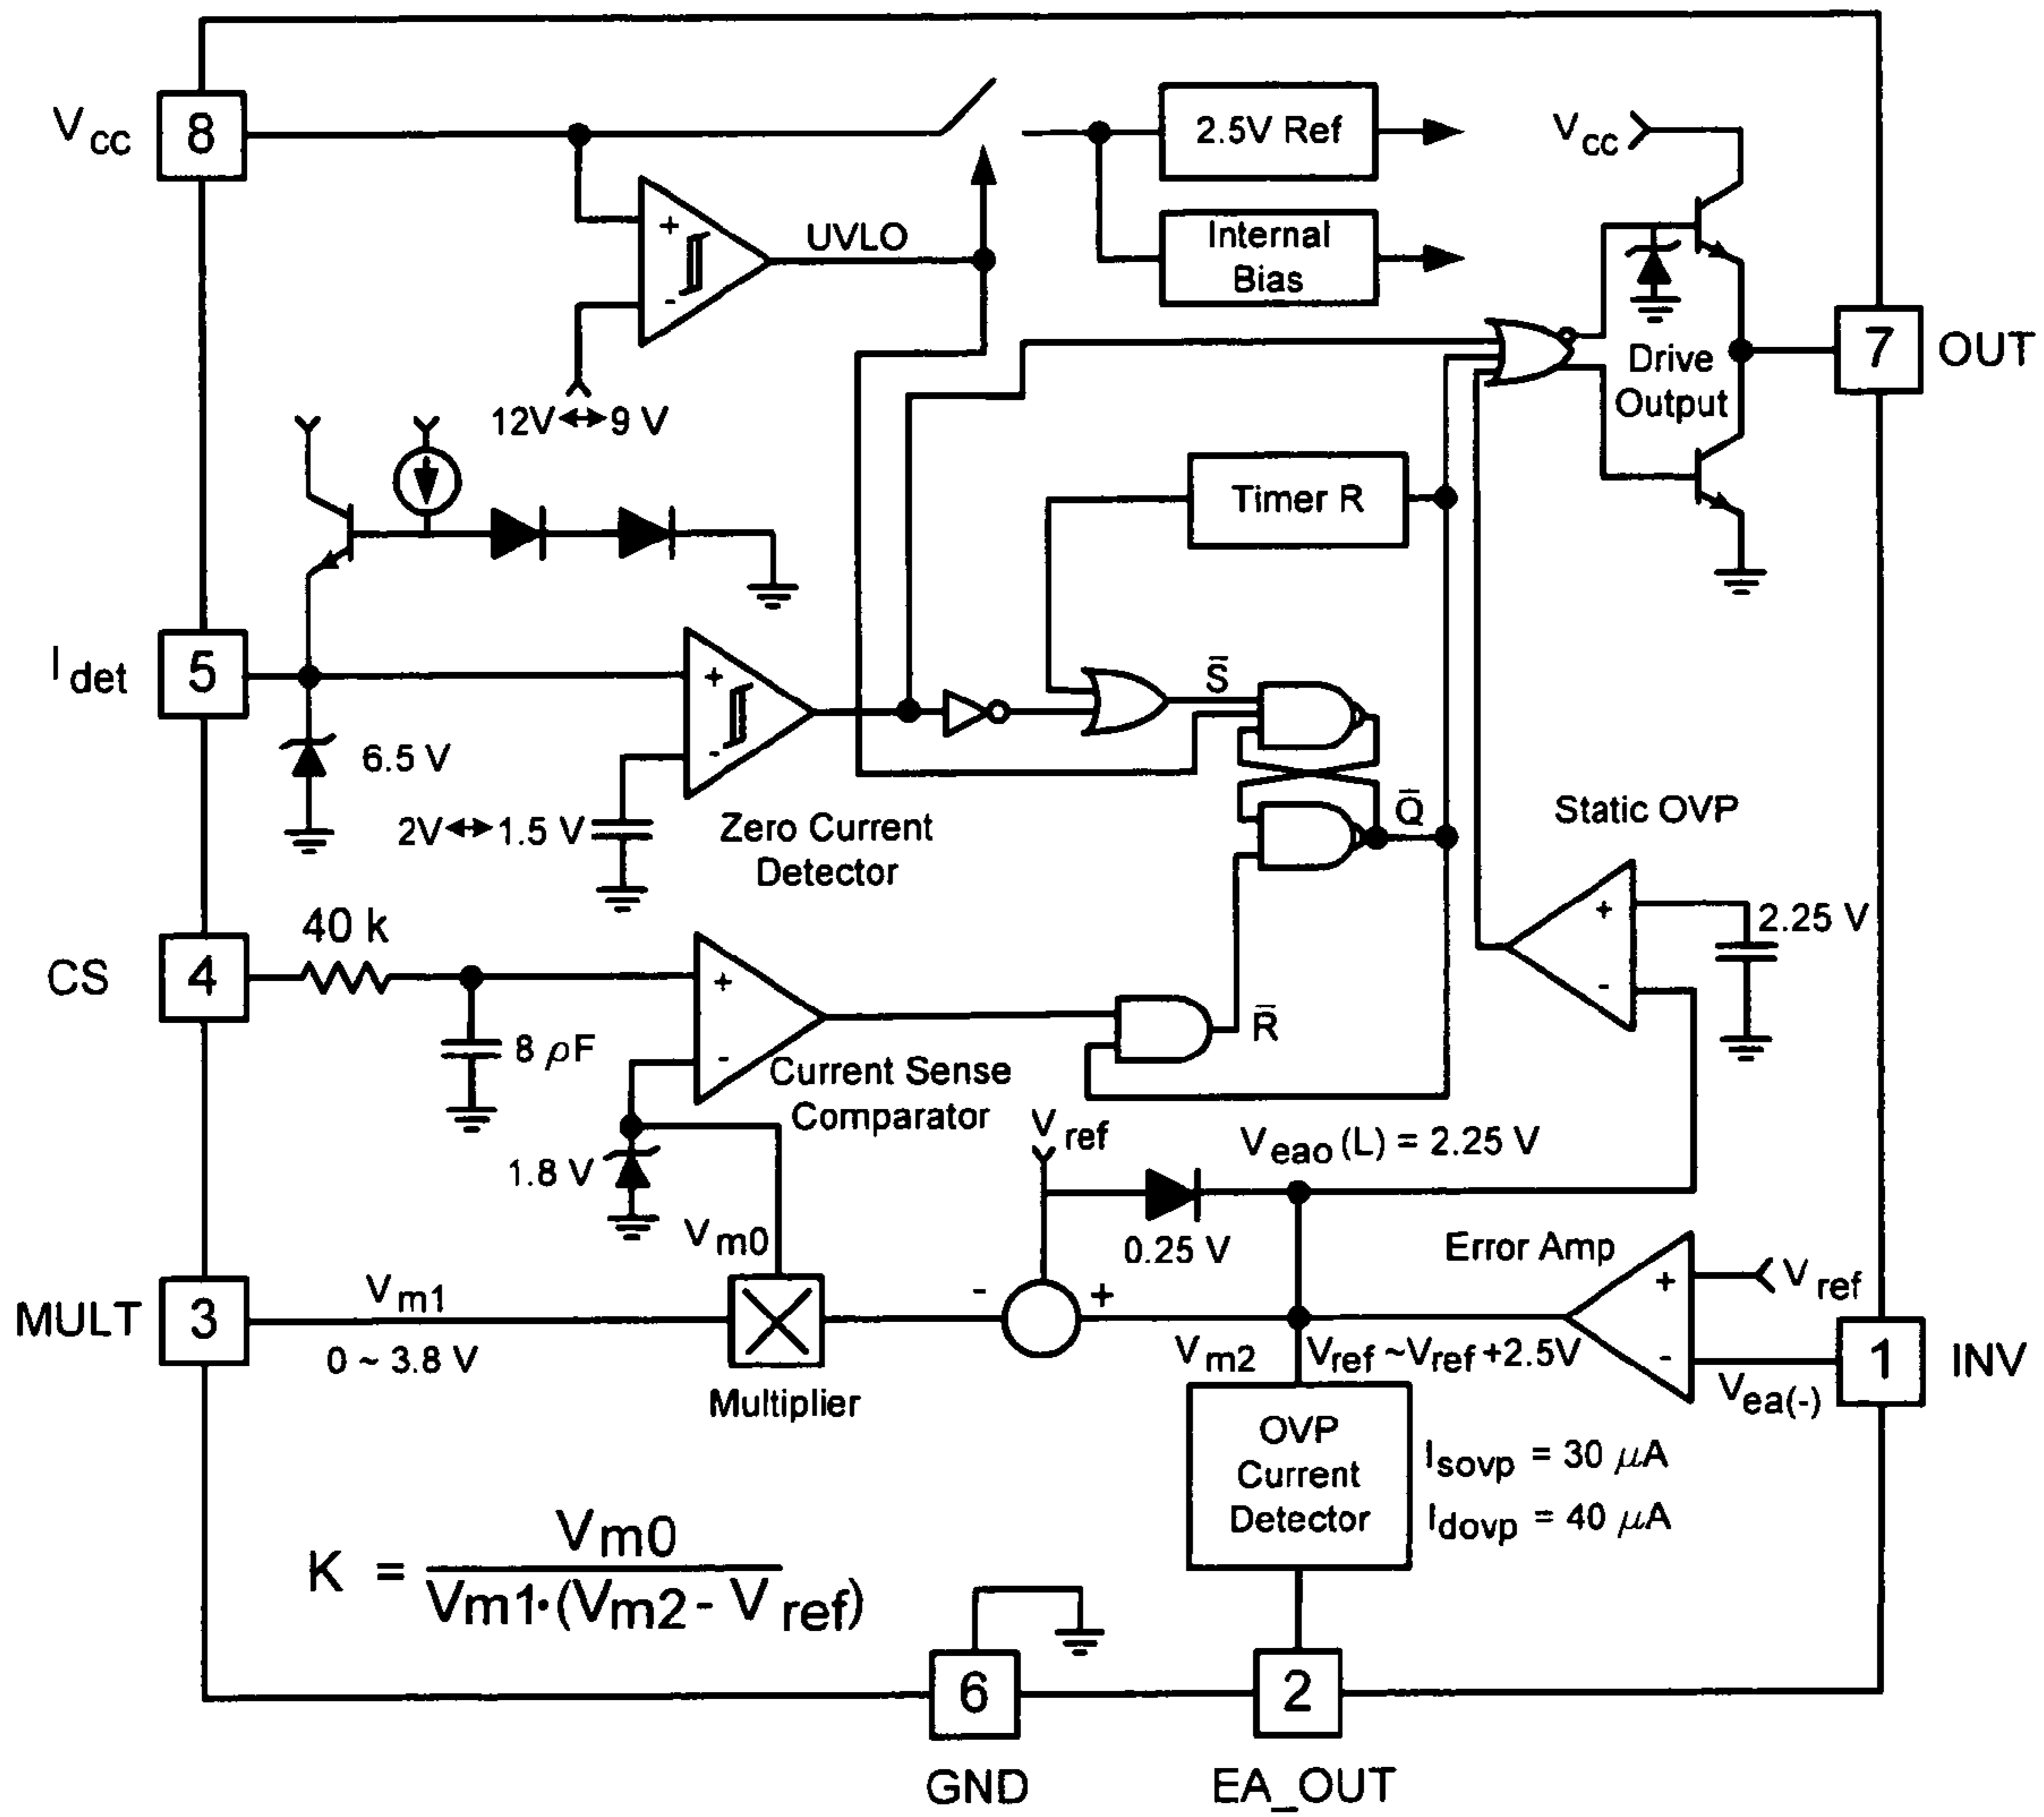 Vcc
8
2.5V Ref
Vcc
UVLO
+
-
Internal
Bias
12V↔9 V
Drive
Output
7
OUT
Timer R
Idet
5
+
-
6.5 V
2V↔1.5 V
Zero Current
Detector
S̄
Q̄
Static OVP
+
-
2.25 V
40 k
CS
4
+
-
8 ρF
R̄
Current Sense
Comparator
1.8 V
Vref
Veao (L) = 2.25 V
Vm0
0.25 V
Error Amp
+
-
Vref
MULT
3
Vm1
0 ~ 3.8 V
Multiplier
-
+
Vm2
Vref ~Vref +2.5V
Vea(-)
1
INV
OVP
Current
Detector
Isovp = 30 μA
Idovp = 40 μA
K = Vm0
Vm1·(Vm2 - Vref)
6
GND
2
EA_OUT